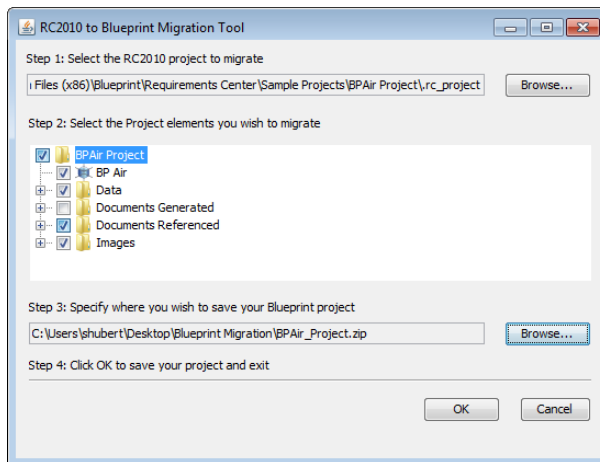 RC2010 to Blueprint Migration Tool
Step 1: Select the RC2010 project to migrate
Files (x86)\Blueprint\Requirements Center\Sample Projects\BPAir Project\.rc_project
Browse...
Step 2: Select the Project elements you wish to migrate
BPAir Project
BP Air
Data
Documents Generated
Documents Referenced
Images
Step 3: Specify where you wish to save your Blueprint project
C:\Users\shubert\Desktop\Blueprint Migration\BPAir_Project.zip
Browse...
Step 4: Click OK to save your project and exit
OK
Cancel